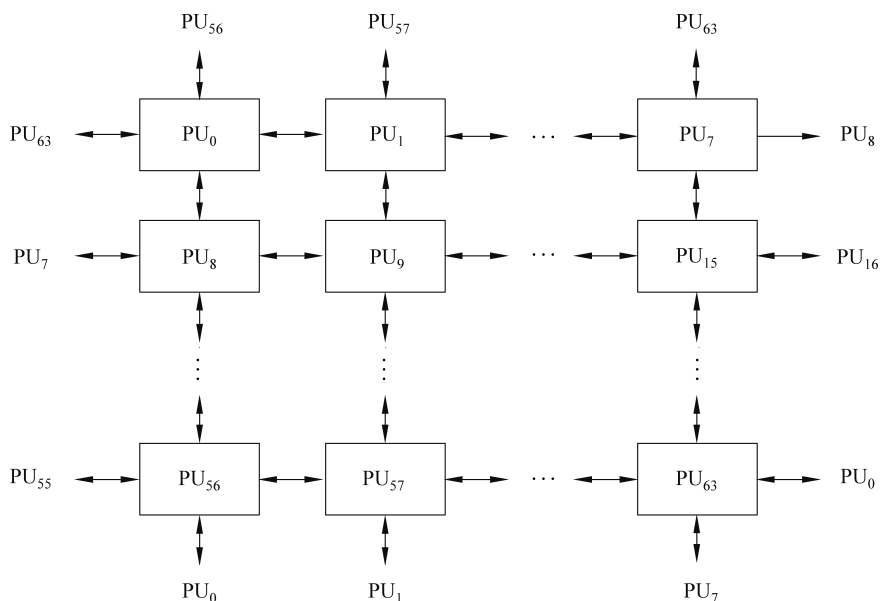 PU₅₆ PU₅₇ PU₆₃
PU₆₃ PU₀ PU₁ ··· PU₇ PU₈
PU₇ PU₈ PU₉ ··· PU₁₅ PU₁₆
⋮ ⋮ ⋮
PU₅₅ PU₅₆ PU₅₇ ··· PU₆₃ PU₀
PU₀ PU₁ PU₇